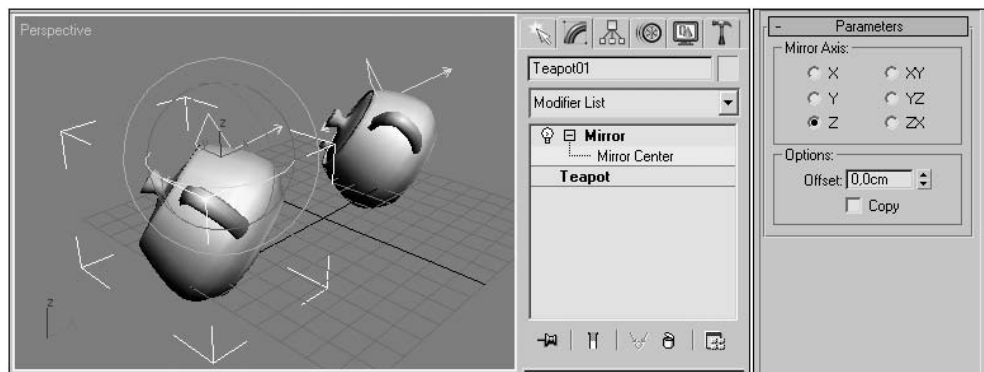 Perspective
z
z
Teapot01
Modifier List
Mirror
Mirror Center
Teapot
- Parameters
Mirror Axis:
X XY
Y YZ
Z ZX
Options:
Offset: 0,0cm
Copy